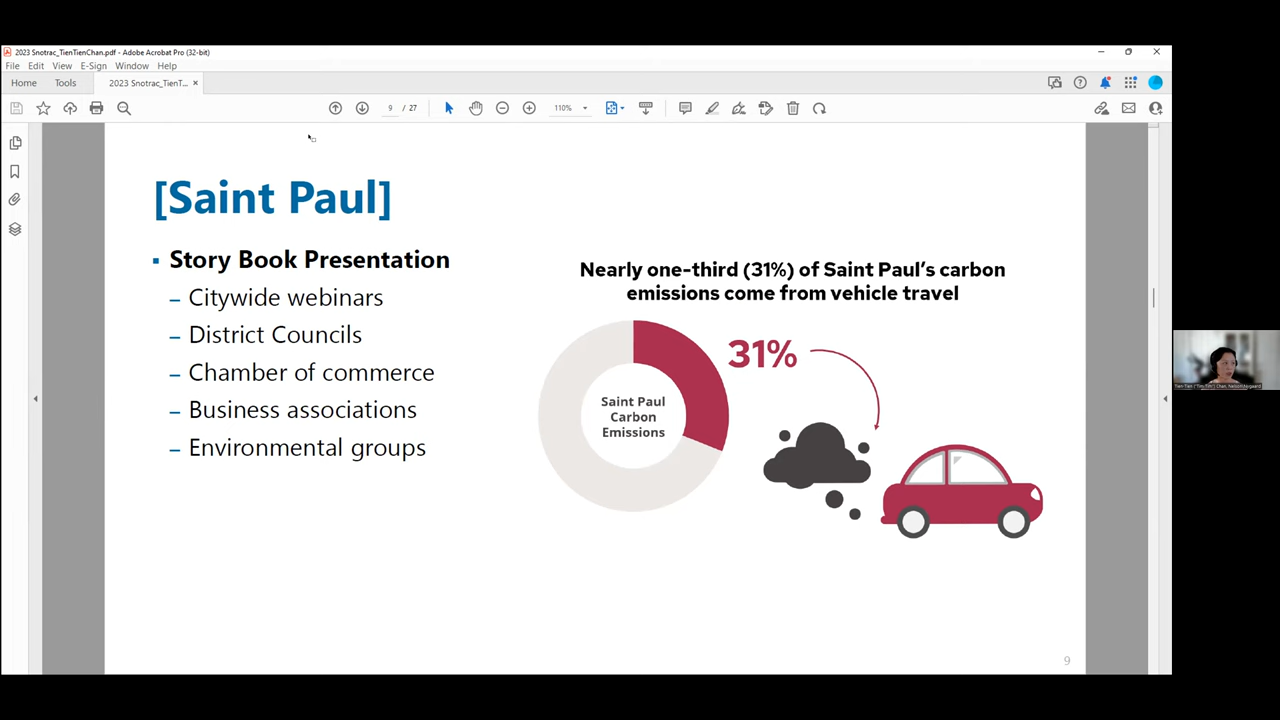 2023 Snotrac_TienTienChan.pdf - Adobe Acrobat Pro (32-bit)
File Edit View E-Sign Window Help
Home Tools 2023 Snotrac_TienT... ×
9 / 27 110%
[Saint Paul]
▪ Story Book Presentation
– Citywide webinars
– District Councils
– Chamber of commerce
– Business associations
– Environmental groups
Nearly one-third (31%) of Saint Paul’s carbon
emissions come from vehicle travel
31%
Saint Paul
Carbon
Emissions
9